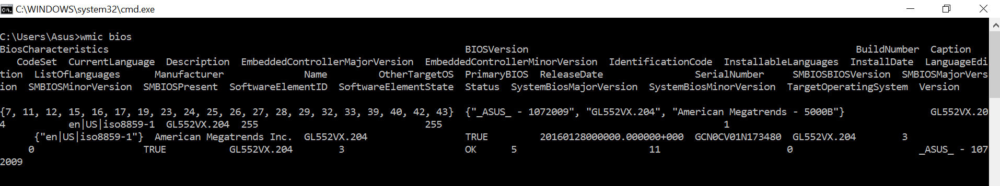 C:\WINDOWS\system32\cmd.exe
C:\Users\Asus>wmic bios
BiosCharacteristics BIOSVersion BuildNumber Caption
CodeSet CurrentLanguage Description EmbeddedControllerMajorVersion EmbeddedControllerMinorVersion IdentificationCode InstallableLanguages InstallDate LanguageEdi
tion ListOfLanguages Manufacturer Name OtherTargetOS PrimaryBIOS ReleaseDate SerialNumber SMBIOSBIOSVersion SMBIOSMajorVers
ion SMBIOSMinorVersion SMBIOSPresent SoftwareElementID SoftwareElementState Status SystemBiosMajorVersion SystemBiosMinorVersion TargetOperatingSystem Version
{7, 11, 12, 15, 16, 17, 19, 23, 24, 25, 26, 27, 28, 29, 32, 33, 39, 40, 42, 43} {"_ASUS_ - 1072009", "GL552VX.204", "American Megatrends - 5000B"} GL552VX.20
4 en|US|iso8859-1 GL552VX.204 255 255 1
{"en|US|iso8859-1"} American Megatrends Inc. GL552VX.204 TRUE 20160128000000.000000+000 GCN0CV01N173480 GL552VX.204 3
0 TRUE GL552VX.204 3 OK 5 11 0 _ASUS_ - 107
2009